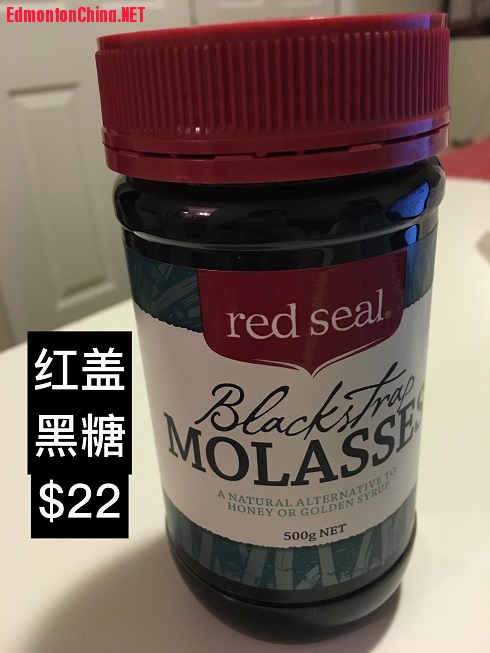 EdmontonChina.NET
red seal®
Blackstrap
MOLASSES
A NATURAL ALTERNATIVE TO
HONEY OR GOLDEN SYRUP
500g NET
红盖
黑糖
$22